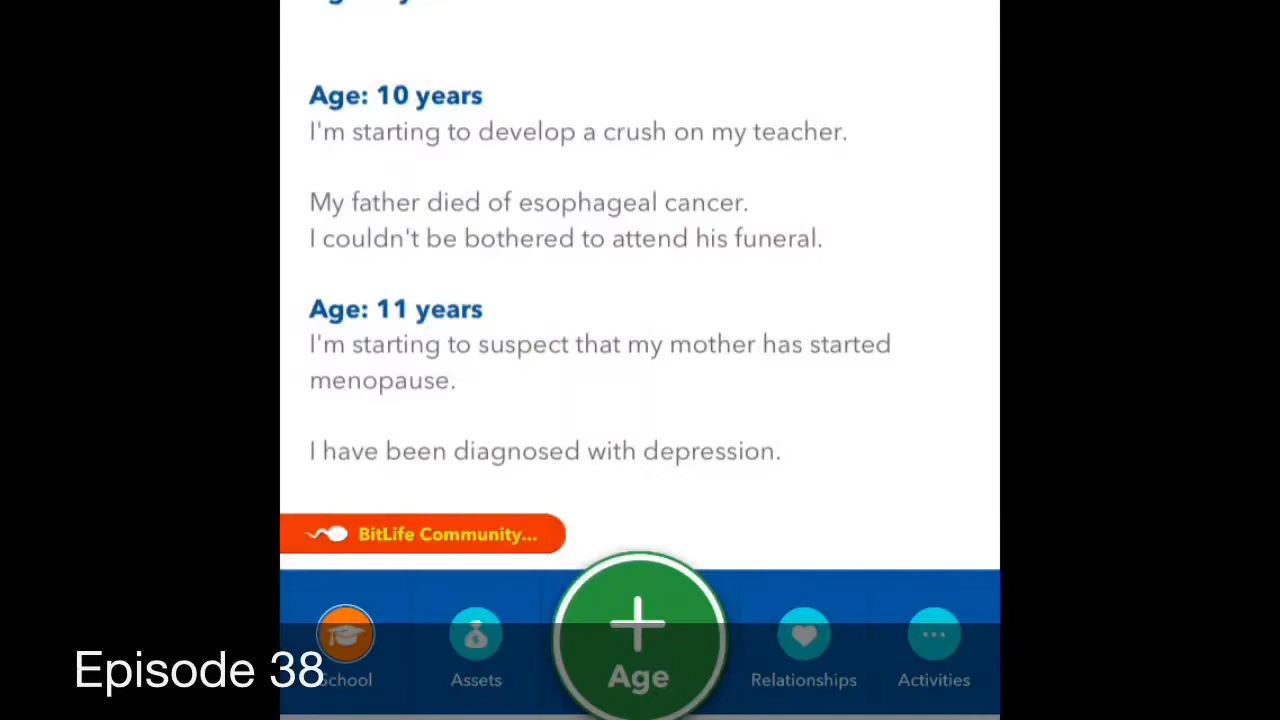 Age: 10 years
I'm starting to develop a crush on my teacher.
My father died of esophageal cancer.
I couldn't be bothered to attend his funeral.
Age: 11 years
I'm starting to suspect that my mother has started
menopause.
I have been diagnosed with depression.
BitLife Community...
School
Assets
Age
Relationships
Activities
Episode 38